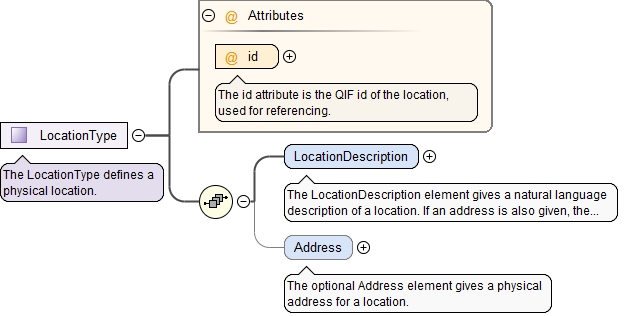 @ Attributes
@ id
The id attribute is the QIF id of the location,
used for referencing.
LocationType
The LocationType defines a
physical location.
LocationDescription
The LocationDescription element gives a natural language
description of a location. If an address is also given, the...
Address
The optional Address element gives a physical
address for a location.